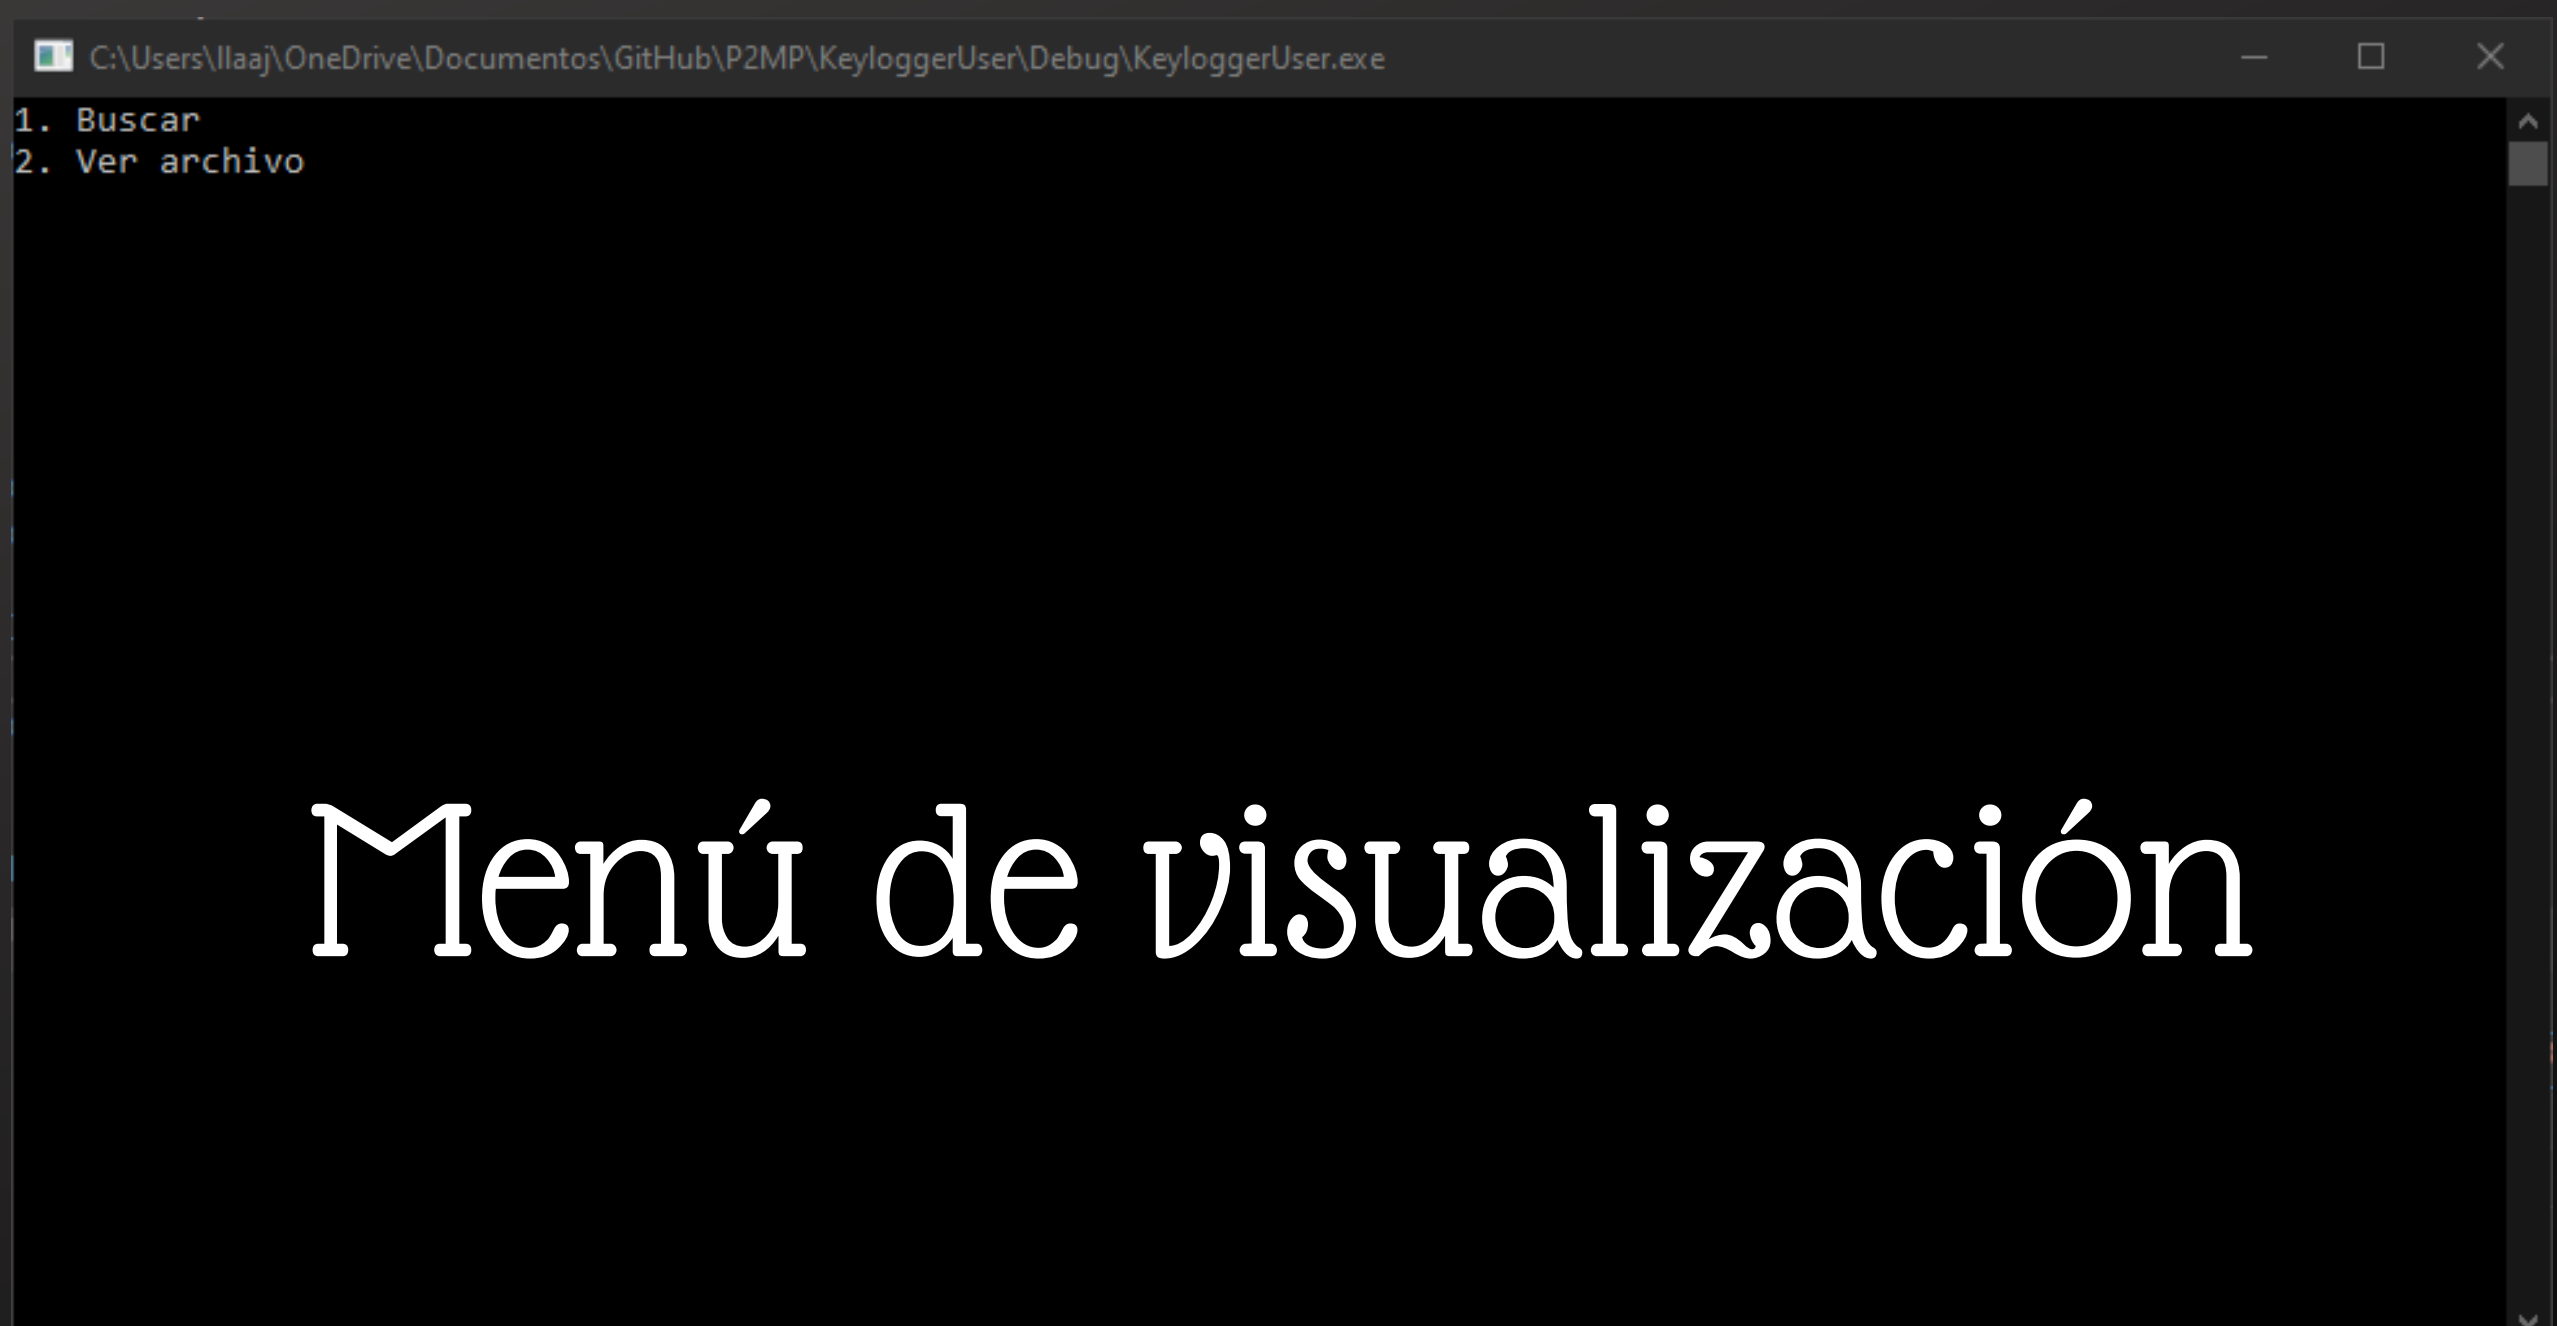 C:\Users\llaaj\OneDrive\Documentos\GitHub\P2MP\KeyloggerUser\Debug\KeyloggerUser.exe
1. Buscar
2. Ver archivo
Menú de visualización